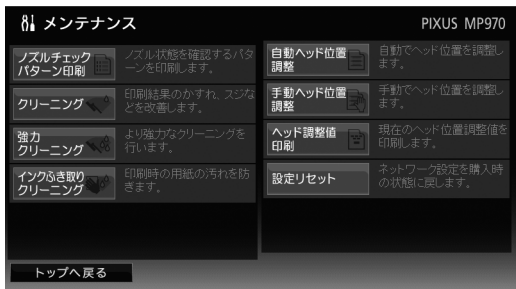 メンテナンス
PIXUS MP970
ノズルチェック
パターン印刷
ノズル状態を確認するパタ
ーンを印刷します。
クリーニング
印刷結果のかすれ、スジな
どを改善します。
強力
クリーニング
より強力なクリーニングを
行います。
インクふき取り
クリーニング
印刷時の用紙の汚れを防
ぎます。
自動ヘッド位置
調整
自動でヘッド位置を調整し
ます。
手動ヘッド位置
調整
手動でヘッド位置を調整し
ます。
ヘッド調整値
印刷
現在のヘッド位置調整値を
印刷します。
設定リセット
ネットワーク設定を購入時
の状態に戻します。
トップへ戻る